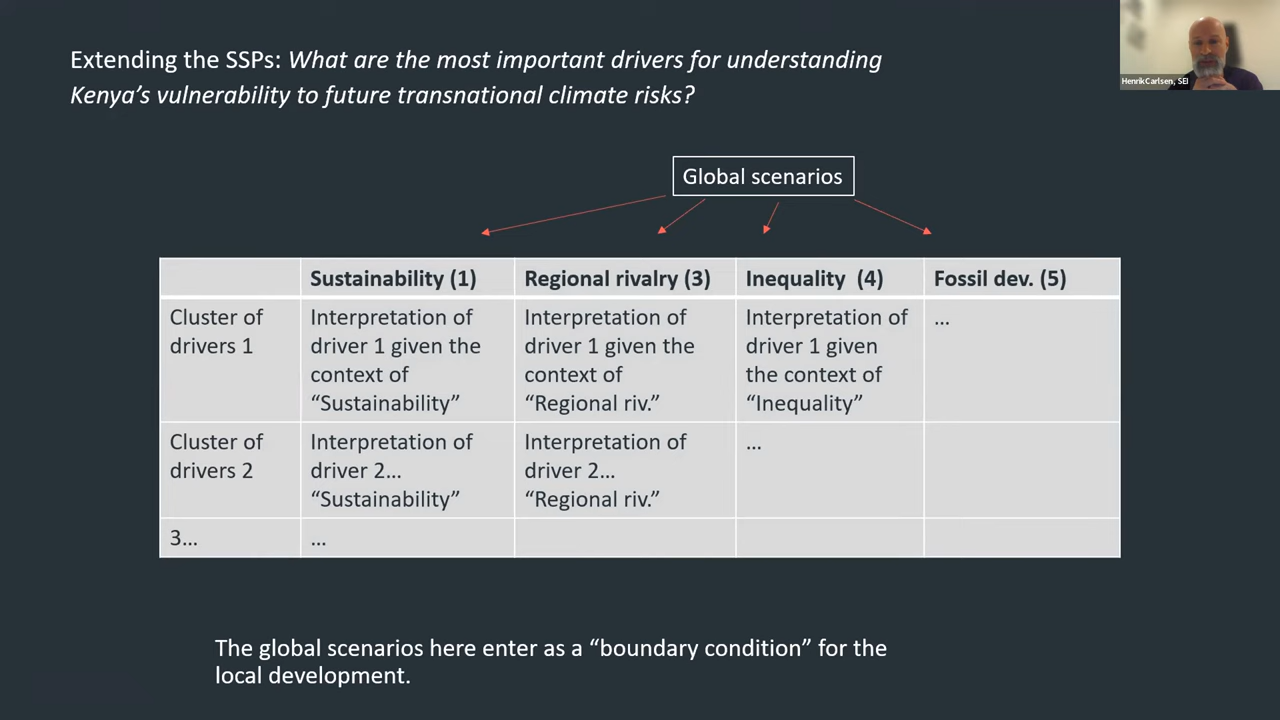 Extending the SSPs: What are the most important drivers for understanding
Kenya’s vulnerability to future transnational climate risks?
HenrikCarlsen, SEI
Global scenarios
Sustainability (1)
Regional rivalry (3)
Inequality (4)
Fossil dev. (5)
Cluster of
drivers 1
Interpretation of
driver 1 given the
context of
“Sustainability”
Interpretation of
driver 1 given the
context of
“Regional riv.”
Interpretation of
driver 1 given
the context of
“Inequality”
...
Cluster of
drivers 2
Interpretation of
driver 2...
“Sustainability”
Interpretation of
driver 2...
“Regional riv.”
...
3...
...
The global scenarios here enter as a “boundary condition” for the
local development.